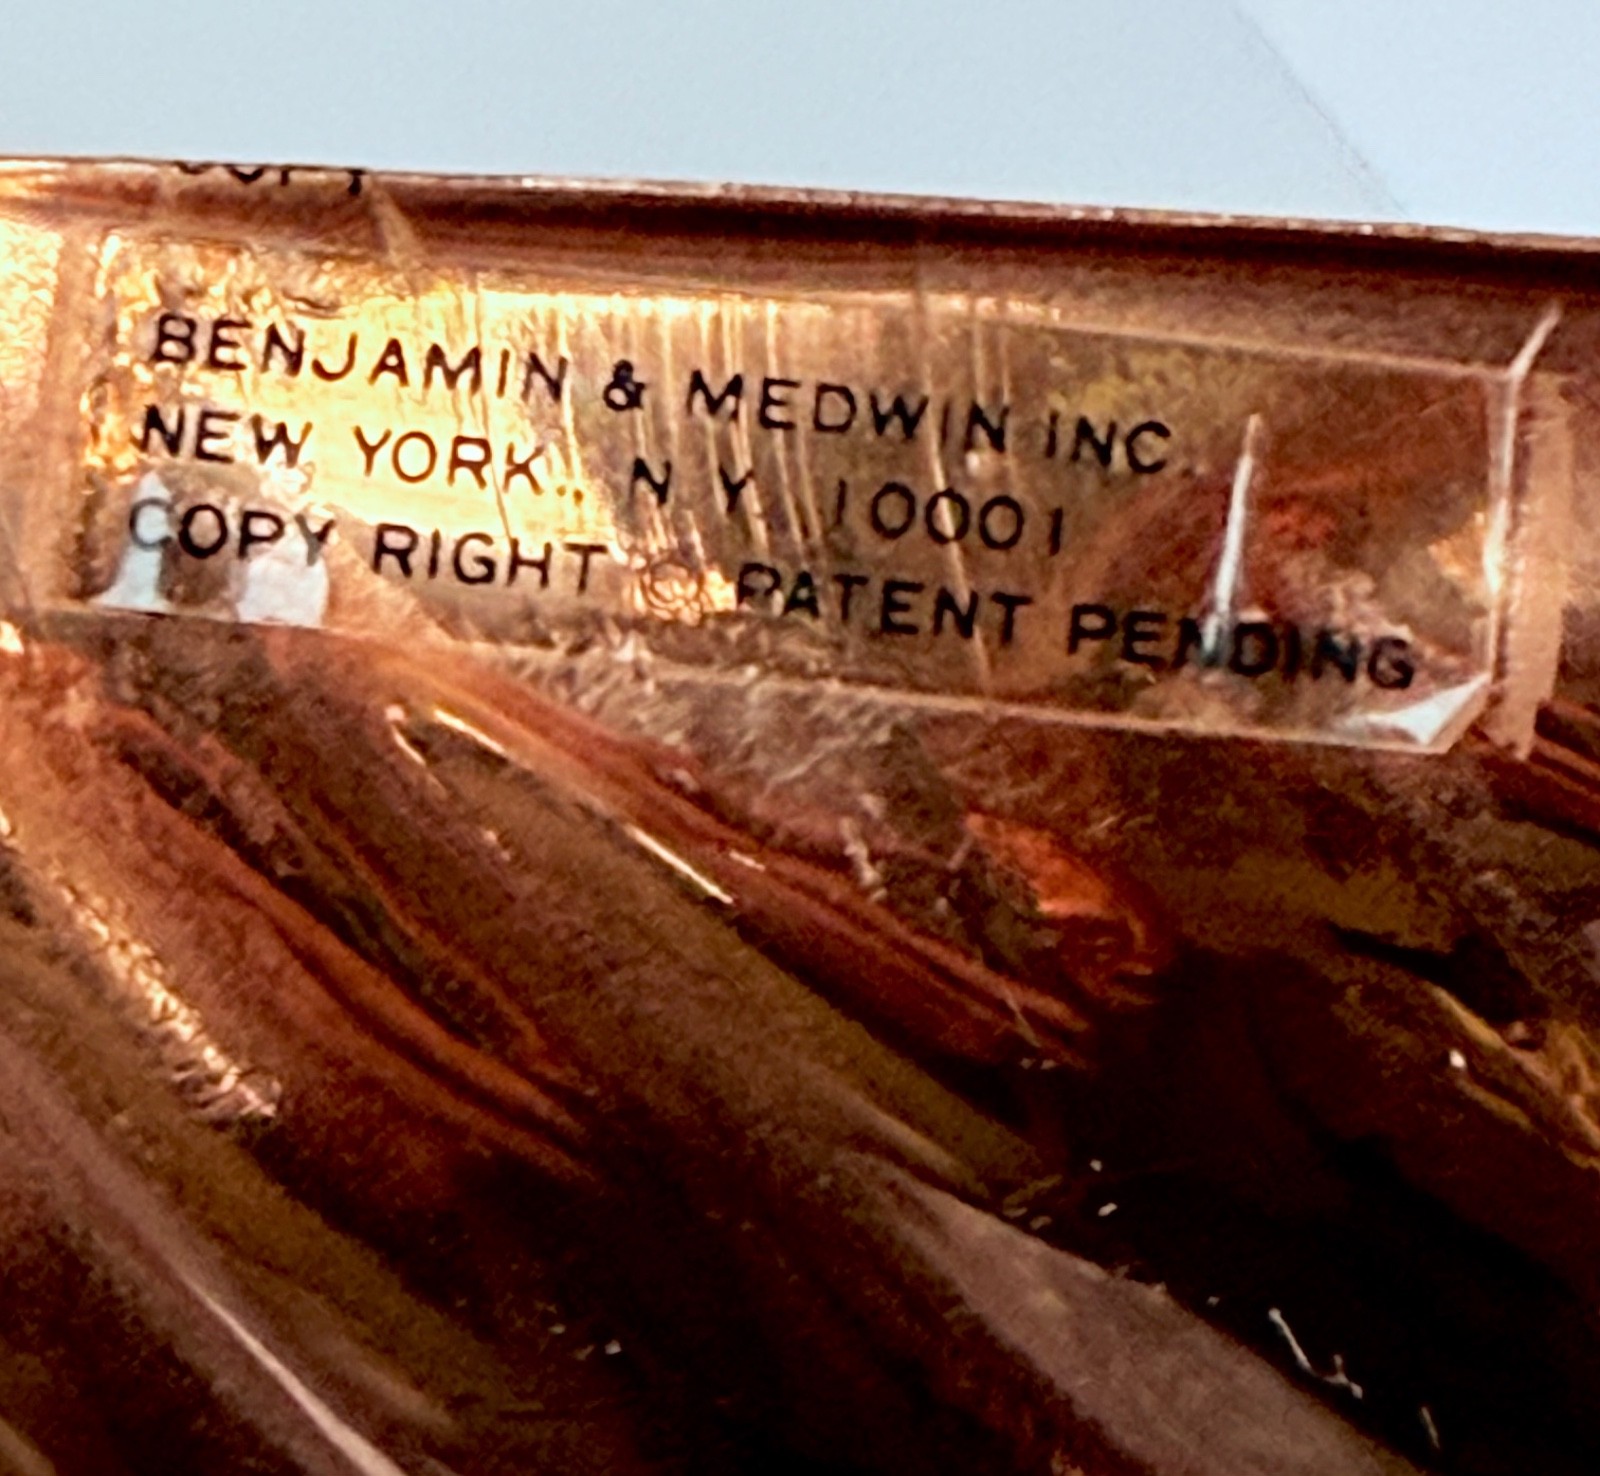 BENJAMIN & MEDWIN INC.
NEW YORK., N Y 10001
COPY RIGHT © PATENT PENDING